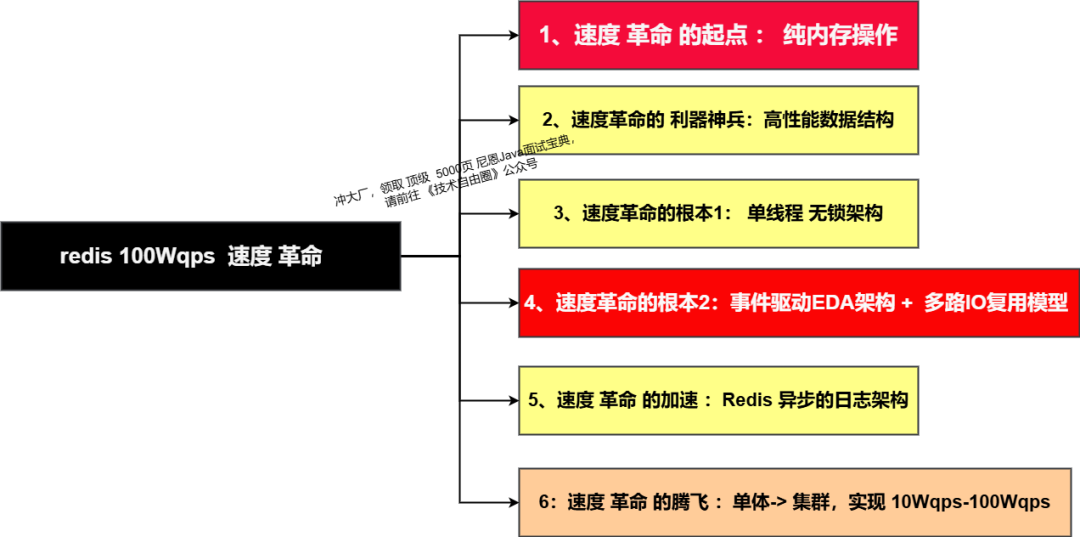 1、速度 革命 的起点 ： 纯内存操作
2、速度革命的 利器神兵：高性能数据结构
冲大厂，领取 顶级 5000页 尼恩Java面试宝典，
请前往 《技术自由圈》公众号
3、速度革命的根本1： 单线程 无锁架构
redis 100Wqps 速度 革命
4、速度革命的根本2：事件驱动EDA架构 + 多路IO复用模型
5、速度 革命 的加速 ：Redis 异步的日志架构
6：速度 革命 的腾飞 ：单体-> 集群，实现 10Wqps-100Wqps